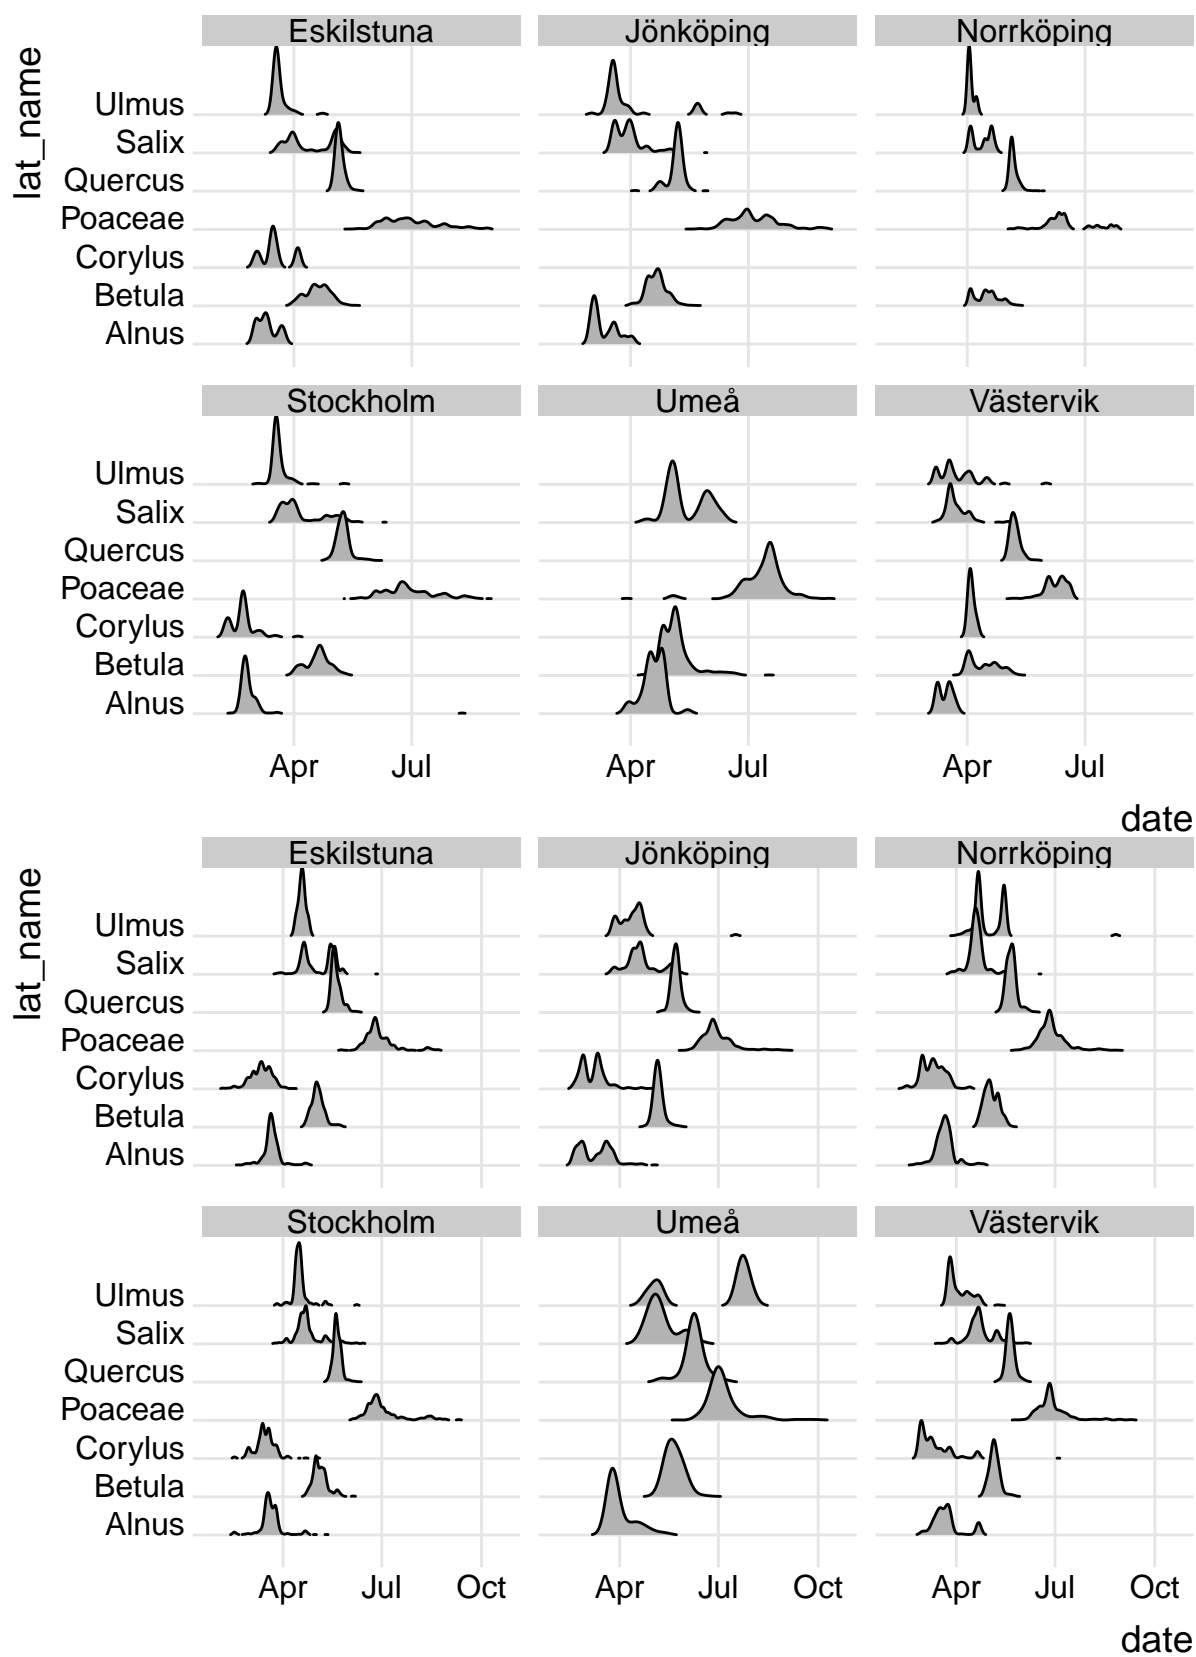 Eskilstuna Jönköping Norrköping
lat_name
Ulmus
Salix
Quercus
Poaceae
Corylus
Betula
Alnus
Stockholm Umeå Västervik
Ulmus
Salix
Quercus
Poaceae
Corylus
Betula
Alnus
Apr Jul Apr Jul Apr Jul
date
Eskilstuna Jönköping Norrköping
lat_name
Ulmus
Salix
Quercus
Poaceae
Corylus
Betula
Alnus
Stockholm Umeå Västervik
Ulmus
Salix
Quercus
Poaceae
Corylus
Betula
Alnus
Apr Jul Oct Apr Jul Oct Apr Jul Oct
date